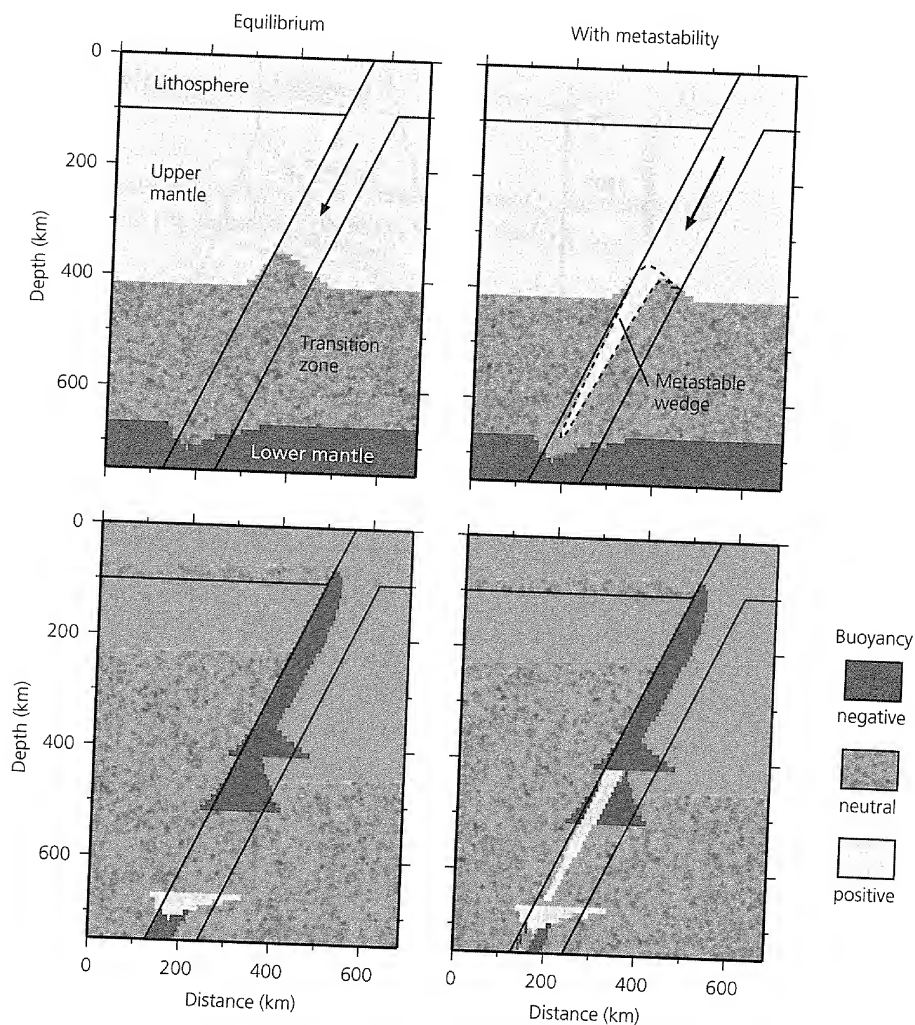 Equilibrium
With metastability
0
200
400
600
Depth (km)
Lithosphere
Upper
mantle
Transition
zone
Lower mantle
Metastable
wedge
0
200
400
600
Depth (km)
0
200
400
600
Distance (km)
0
200
400
600
Distance (km)
Buoyancy
negative
neutral
positive